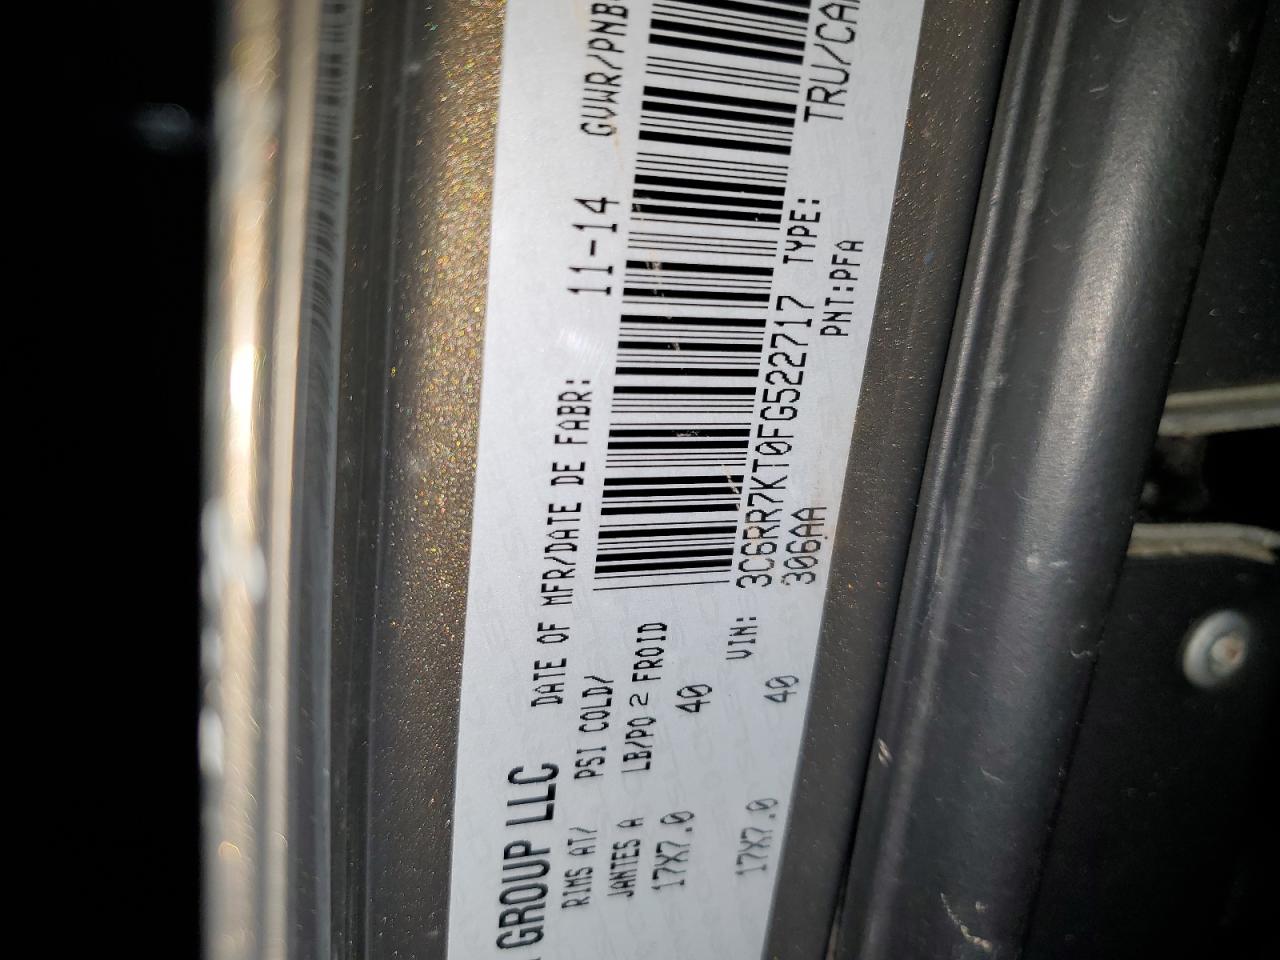 GROUP LLC
DATE OF MFR/DATE DE FABR: 11-14 GVWR/PNB
RIMS AT/ PSI COLD/
JANTES A LB/PO 2 FROID
17X7.0 40
VIN: 3C6RR7KT0FG522717 TYPE: TRU/CA
17X7.0 40 306AA PNT:PFA